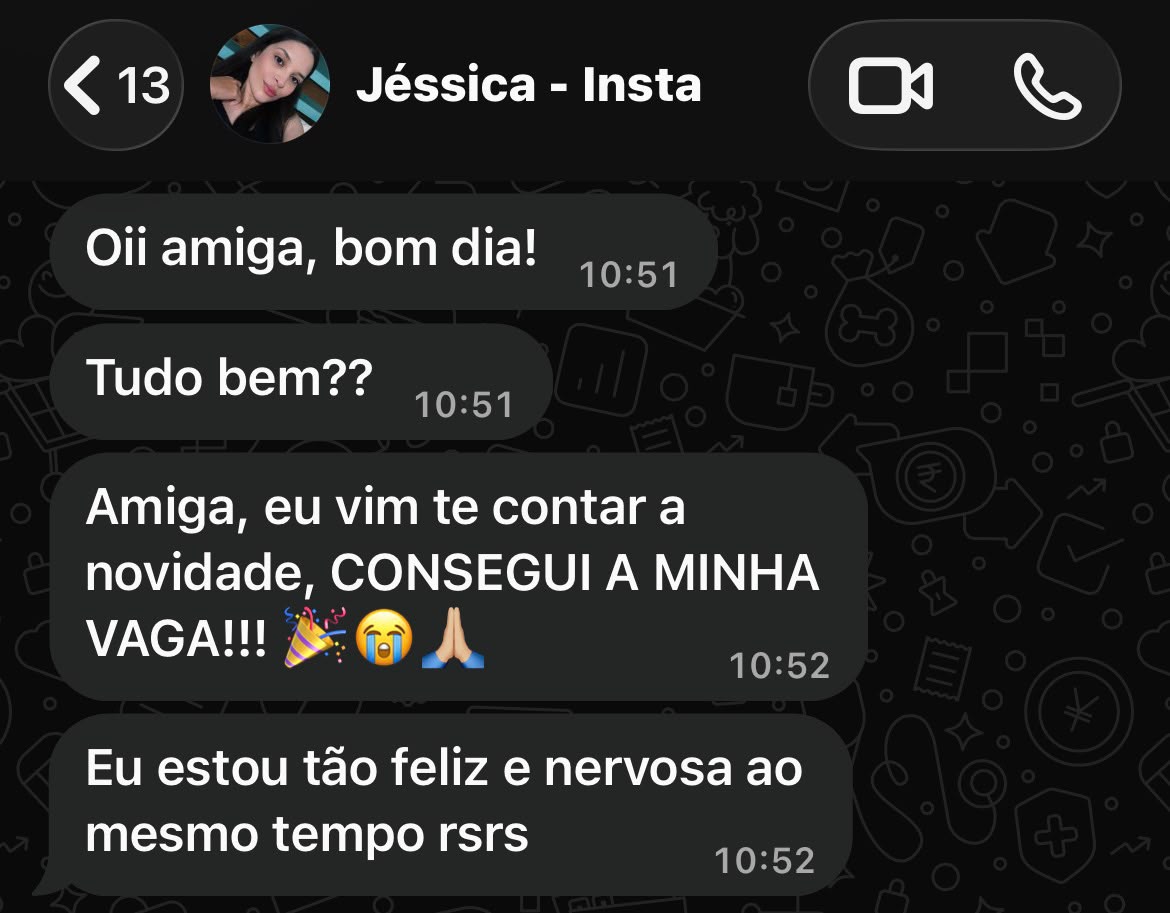 13
Jéssica - Insta
Oii amiga, bom dia!
10:51
Tudo bem??
10:51
Amiga, eu vim te contar a
novidade, CONSEGUI A MINHA
VAGA!!! 🎉😭🙏🏼
10:52
Eu estou tão feliz e nervosa ao
mesmo tempo rsrs
10:52